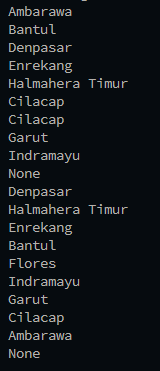 Ambarawa
Bantul
Denpasar
Enrekang
Halmahera Timur
Cilacap
Cilacap
Garut
Indramayu
None
Denpasar
Halmahera Timur
Enrekang
Bantul
Flores
Indramayu
Garut
Cilacap
Ambarawa
None